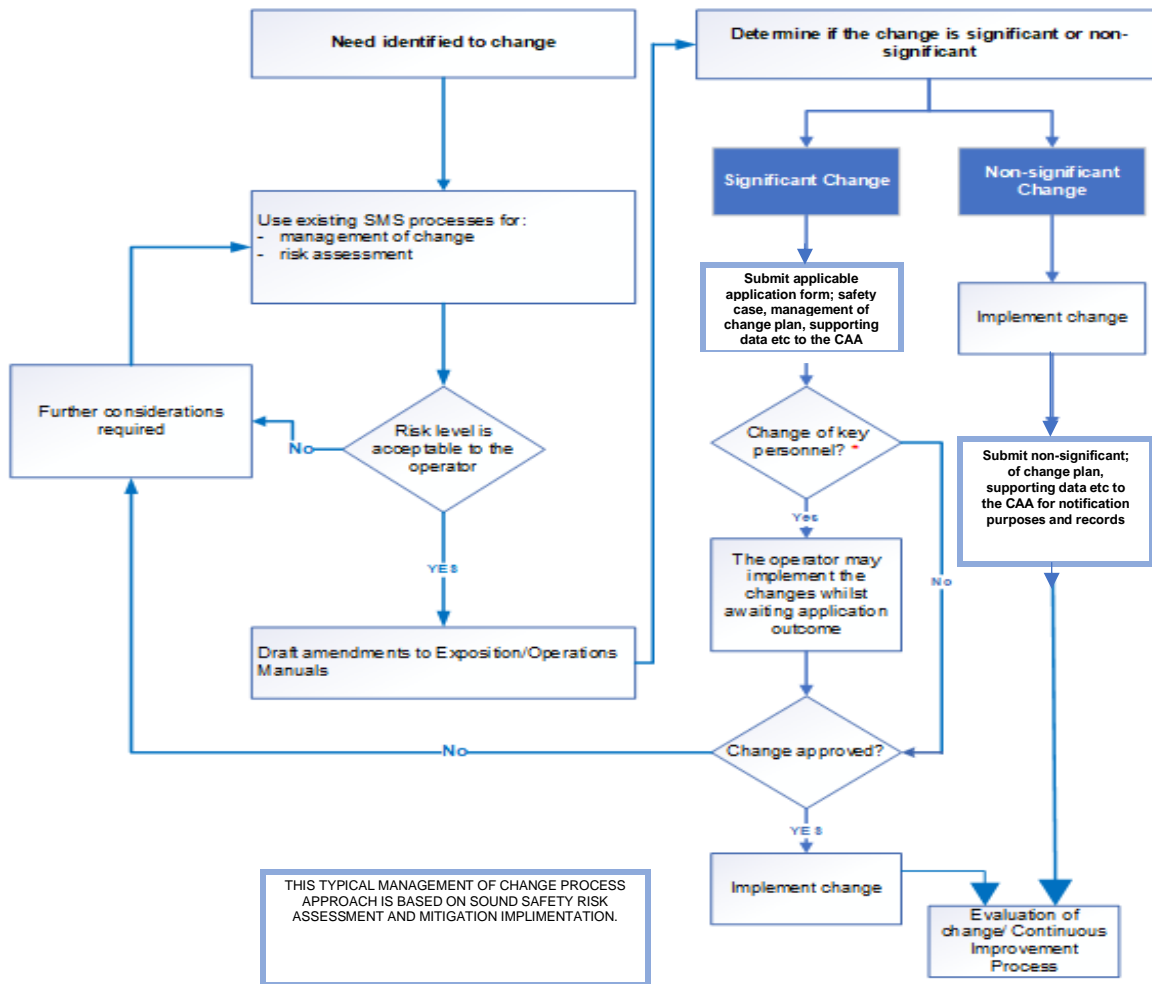 Need identified to change
Determine if the change is significant or non-
significant
Significant Change
Non-significant
Change
Use existing SMS processes for:
- management of change
- risk assessment
Submit applicable
application form; safety
case, management of
change plan, supporting
data etc to the CAA
Implement change
Further considerations
required
Risk level is
acceptable to the
operator
No
Change of key
personnel? *
Submit non-significant;
of change plan,
supporting data etc to
the CAA for notification
purposes and records
Yes
The operator may
implement the
changes whilst
awaiting application
outcome
No
YES
Draft amendments to Exposition/Operations
Manuals
No
Change approved?
YES
Implement change
THIS TYPICAL MANAGEMENT OF CHANGE PROCESS
APPROACH IS BASED ON SOUND SAFETY RISK
ASSESSMENT AND MITIGATION IMPLIMENTATION.
Evaluation of
change/ Continuous
Improvement
Process